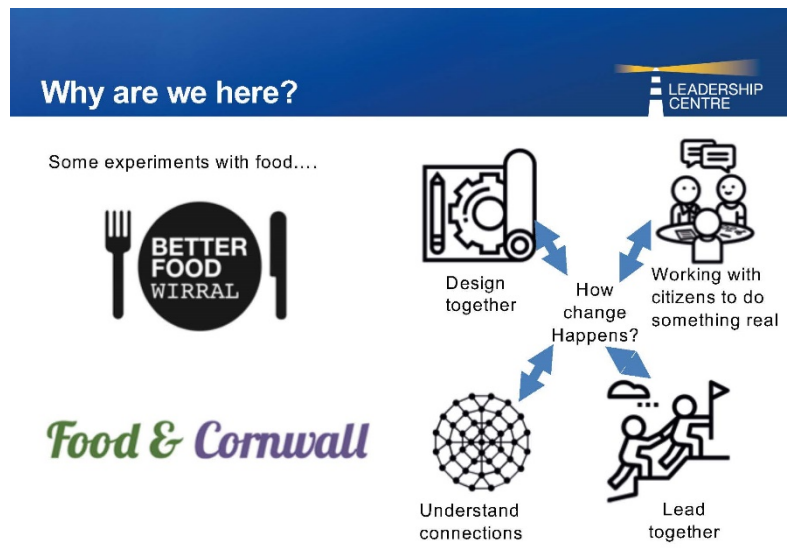 Why are we here?
LEADERSHIP
CENTRE
Some experiments with food....
BETTER
FOOD
WIRRAL
Food & Cornwall
Design
together
How
change
Happens?
Working with
citizens to do
something real
Understand
connections
Lead
together